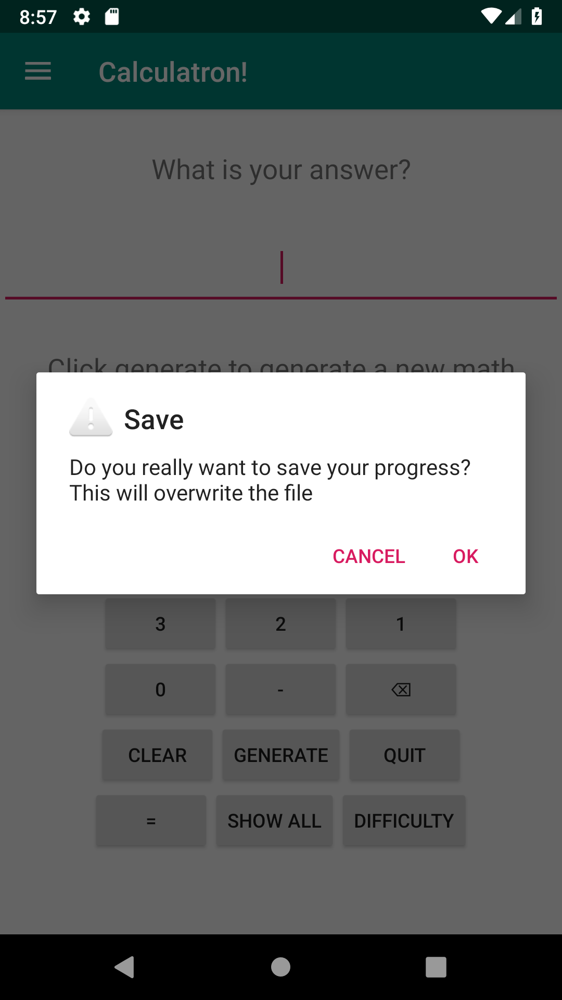 8:57
Calculatron!
What is your answer?
Click generate to generate a new math
Save
Do you really want to save your progress?
This will overwrite the file
CANCEL OK
3 2 1
0 - ⌫
CLEAR GENERATE QUIT
= SHOW ALL DIFFICULTY